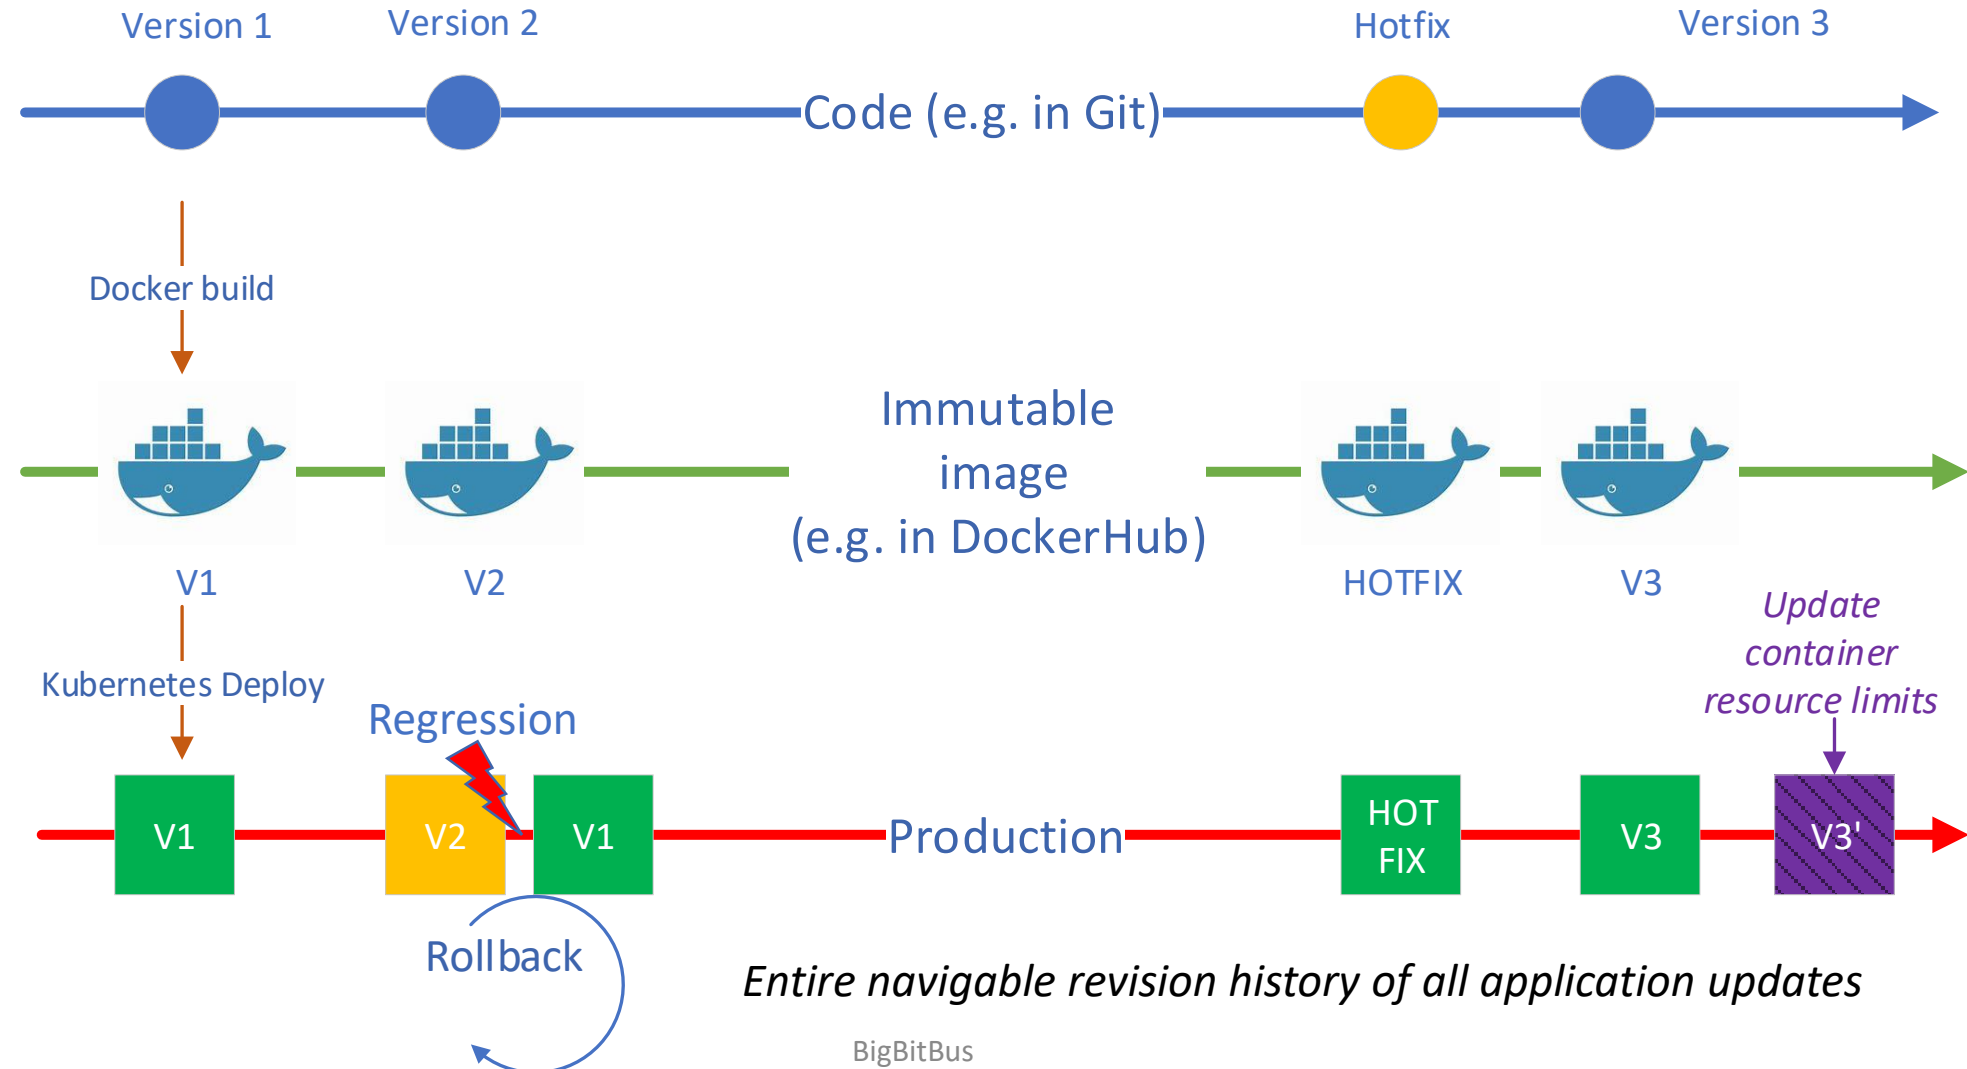 Version 1
Version 2
Hotfix
Version 3
Code (e.g. in Git)
Docker build
Immutable
image
(e.g. in DockerHub)
V1
V2
HOTFIX
V3
Update
container
resource limits
Kubernetes Deploy
Regression
V1
V2
V1
Production
HOT
FIX
V3
V3'
Rollback
Entire navigable revision history of all application updates
BigBitBus